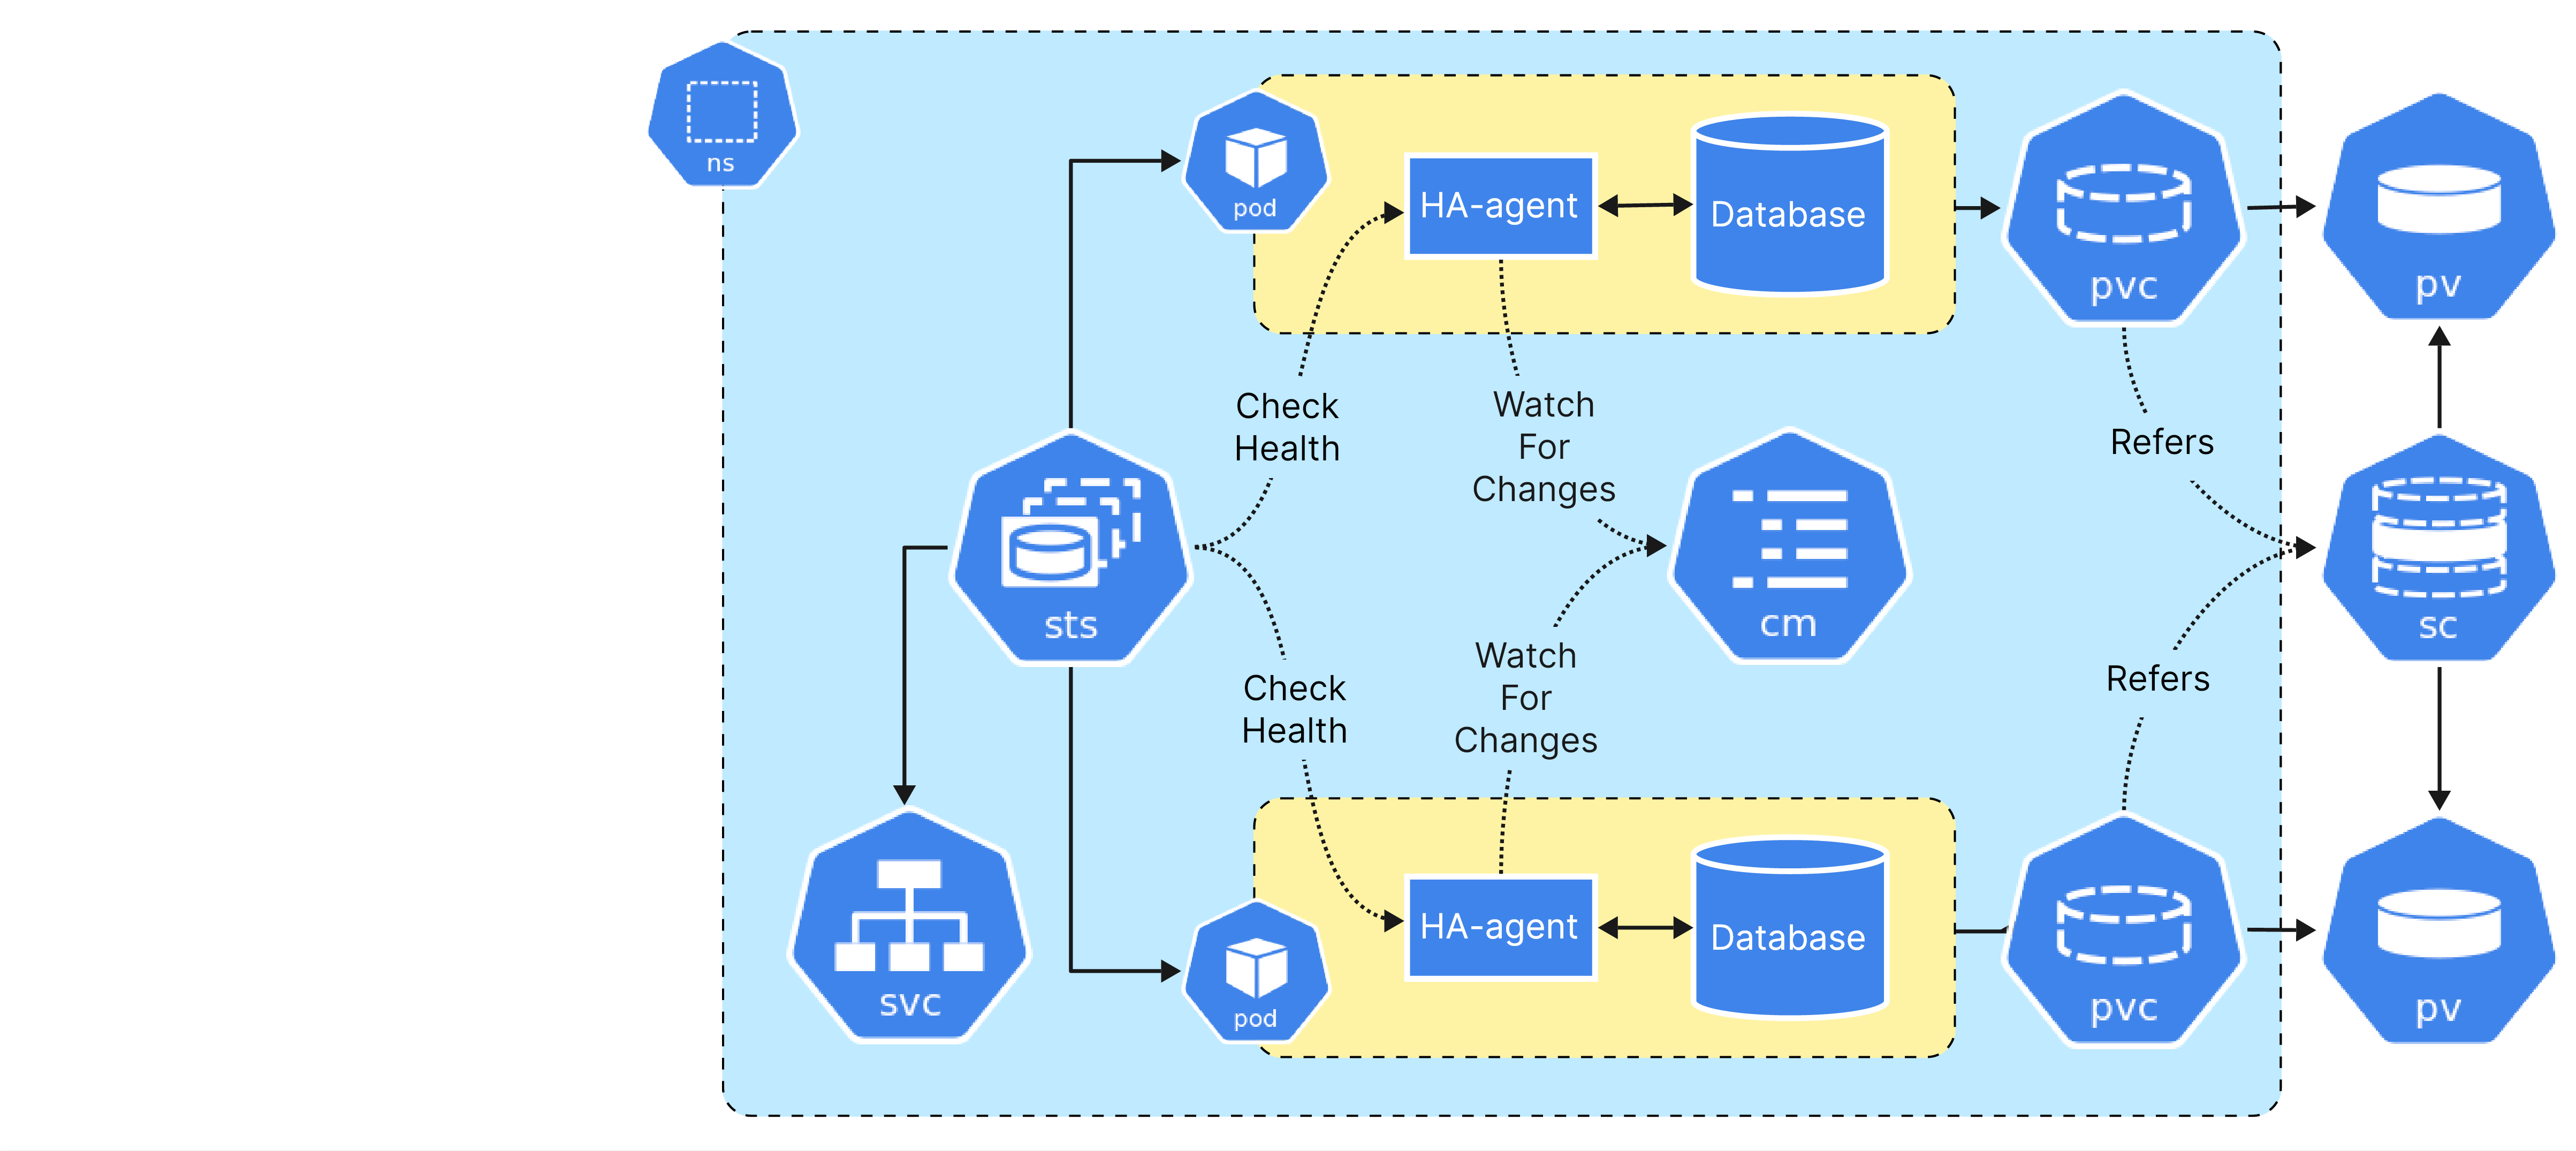 ns
pod
HA-agent
Database
pvc
pv
Check
Health
Watch
For
Changes
Refers
sts
cm
sc
Check
Health
Watch
For
Changes
Refers
svc
pod
HA-agent
Database
pvc
pv